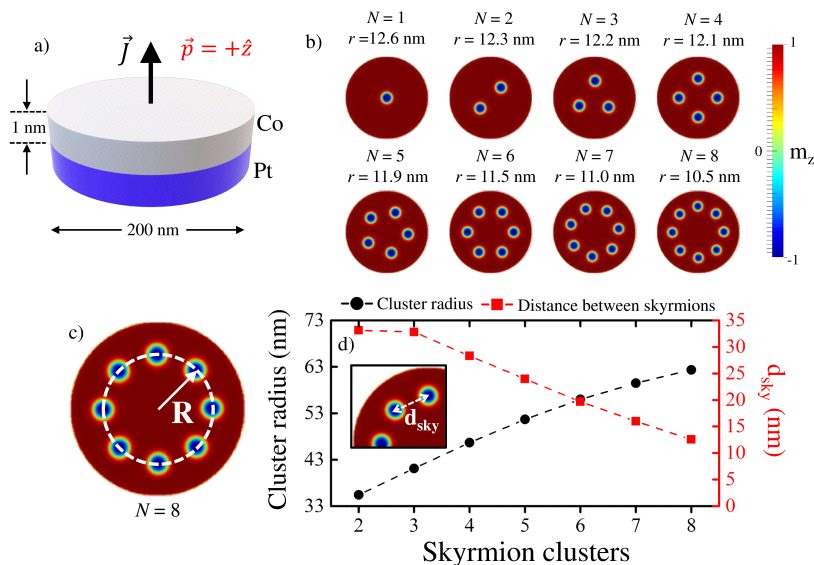 a)
J⃗
p⃗ = +ẑ
1 nm
Co
Pt
200 nm
b)
N = 1
r =12.6 nm
N = 2
r = 12.3 nm
N = 3
r = 12.2 nm
N = 4
r = 12.1 nm
N = 5
r = 11.9 nm
N = 6
r = 11.5 nm
N = 7
r = 11.0 nm
N = 8
r = 10.5 nm
1
0
-1
m_z
c)
R
N = 8
Cluster radius
Distance between skyrmions
d)
d_sky
Cluster radius (nm)
73
63
53
43
33
d_sky (nm)
35
30
25
20
15
10
5
0
2 3 4 5 6 7 8
Skyrmion clusters